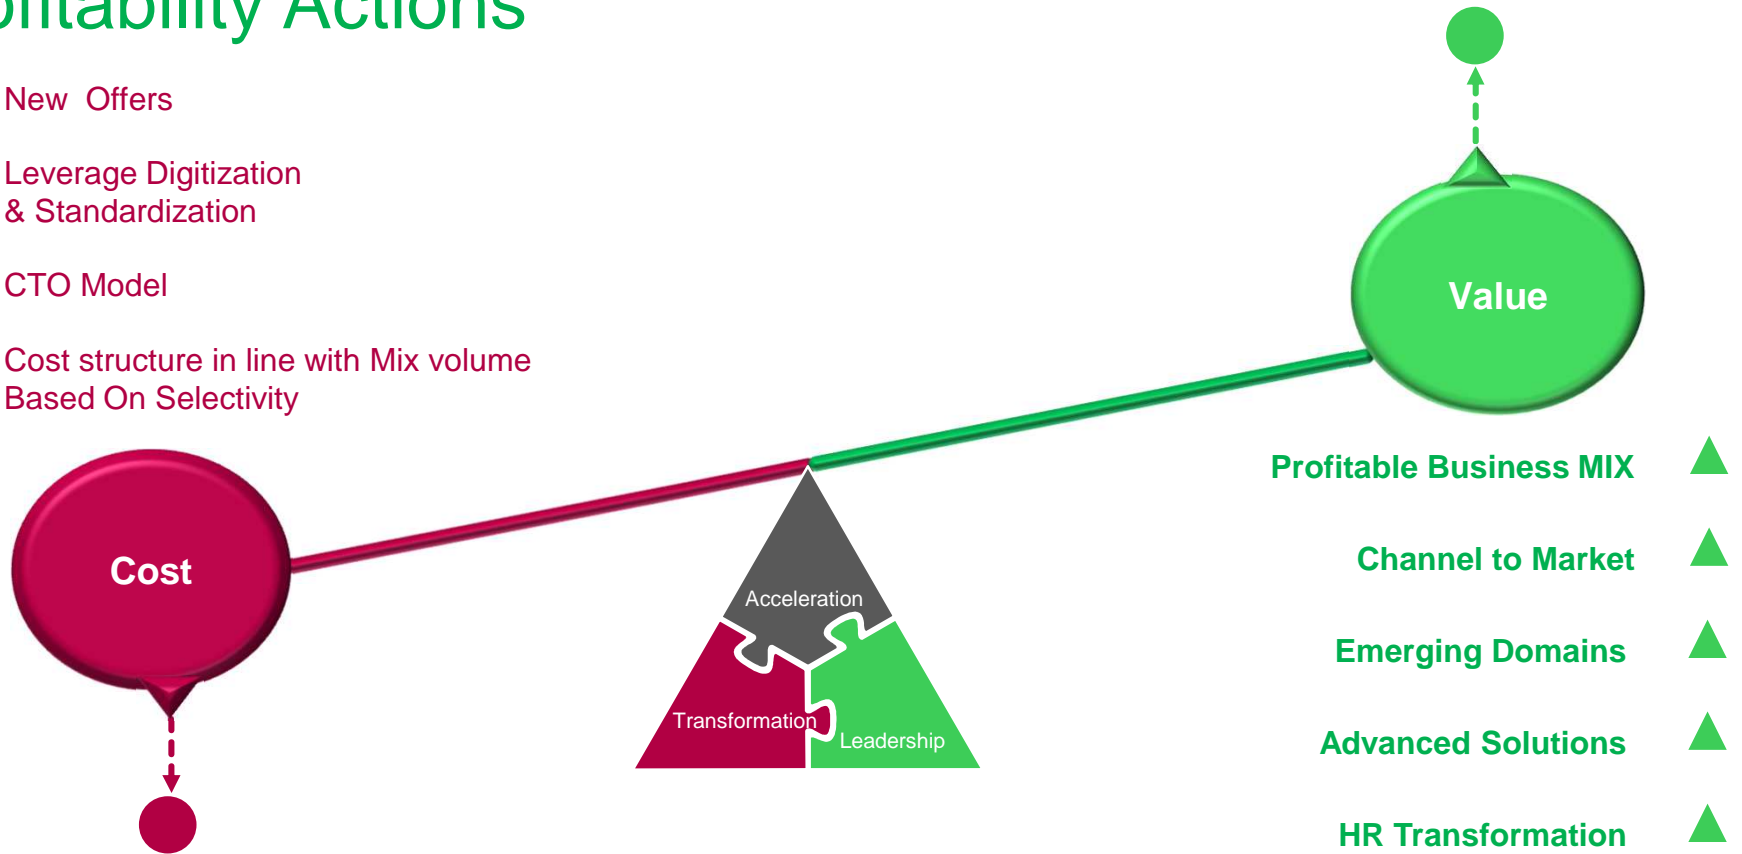 Actions
New Offers
Leverage Digitization
& Standardization
CTO Model
Cost structure in line with Mix volume
Based On Selectivity
Value
Cost
Acceleration
Transformation
Leadership
Profitable Business MIX
Channel to Market
Emerging Domains
Advanced Solutions
HR Transformation